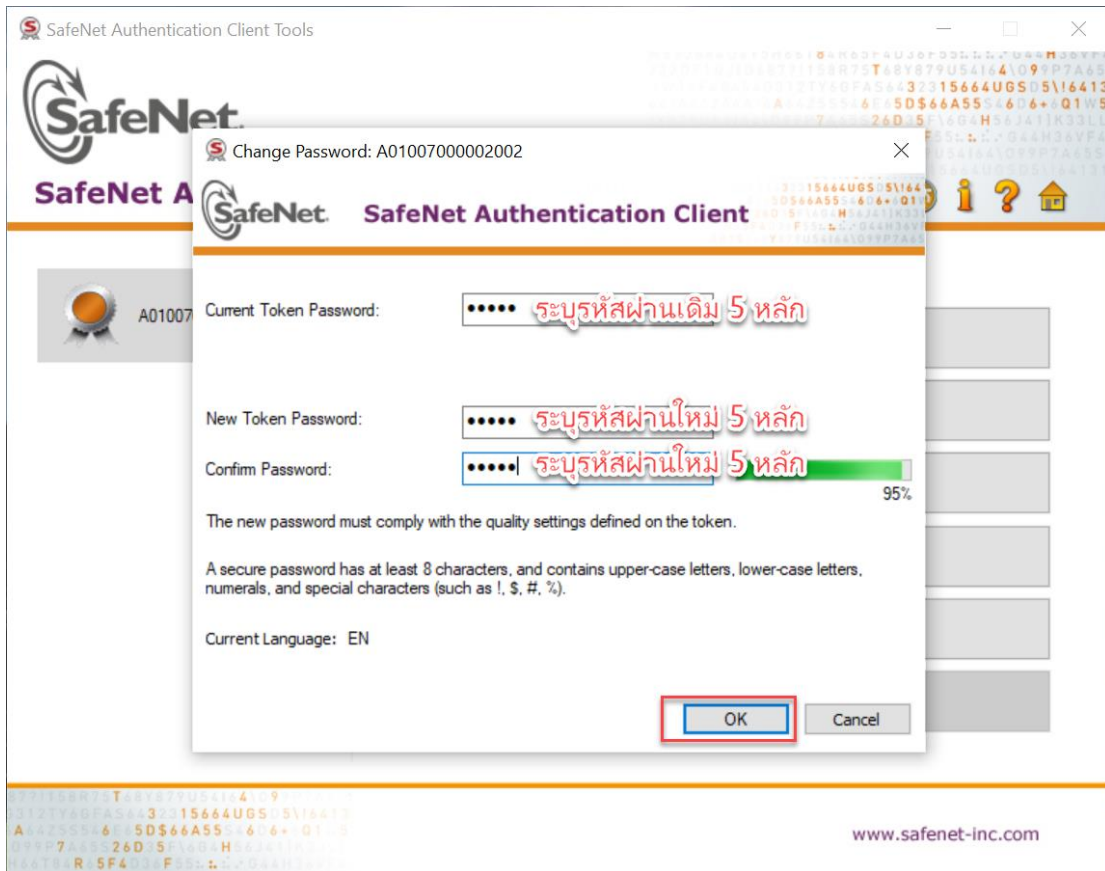 SafeNet Authentication Client Tools
SafeNet.
SafeNet A
Change Password: A01007000002002
SafeNet.
SafeNet Authentication Client
A01007
Current Token Password:
••••• ระบุรหัสผ่านเดิม 5 หลัก
New Token Password:
••••• ระบุรหัสผ่านใหม่ 5 หลัก
Confirm Password:
••••• ระบุรหัสผ่านใหม่ 5 หลัก
95%
The new password must comply with the quality settings defined on the token.
A secure password has at least 8 characters, and contains upper-case letters, lower-case letters,
numerals, and special characters (such as !, $, #, %).
Current Language: EN
OK
Cancel
www.safenet-inc.com